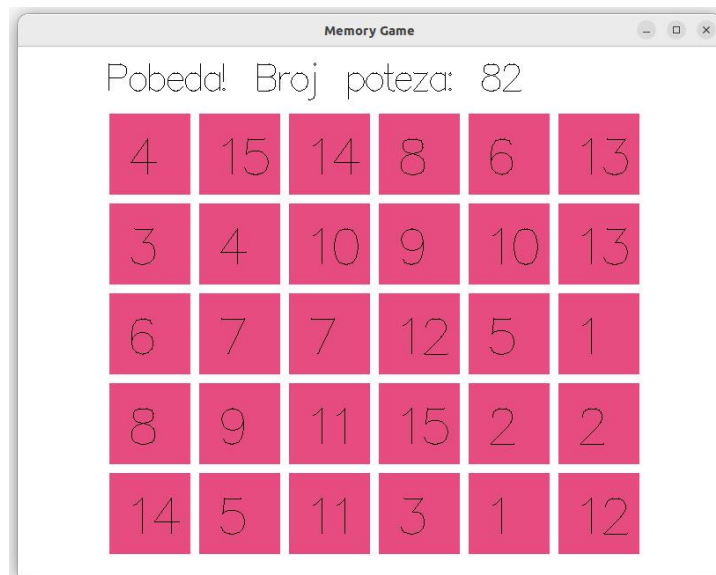 Memory Game
Pobeda! Broj poteza: 82
4 15 14 8 6 13
3 4 10 9 10 13
6 7 7 12 5 1
8 9 11 15 2 2
14 5 11 3 1 12